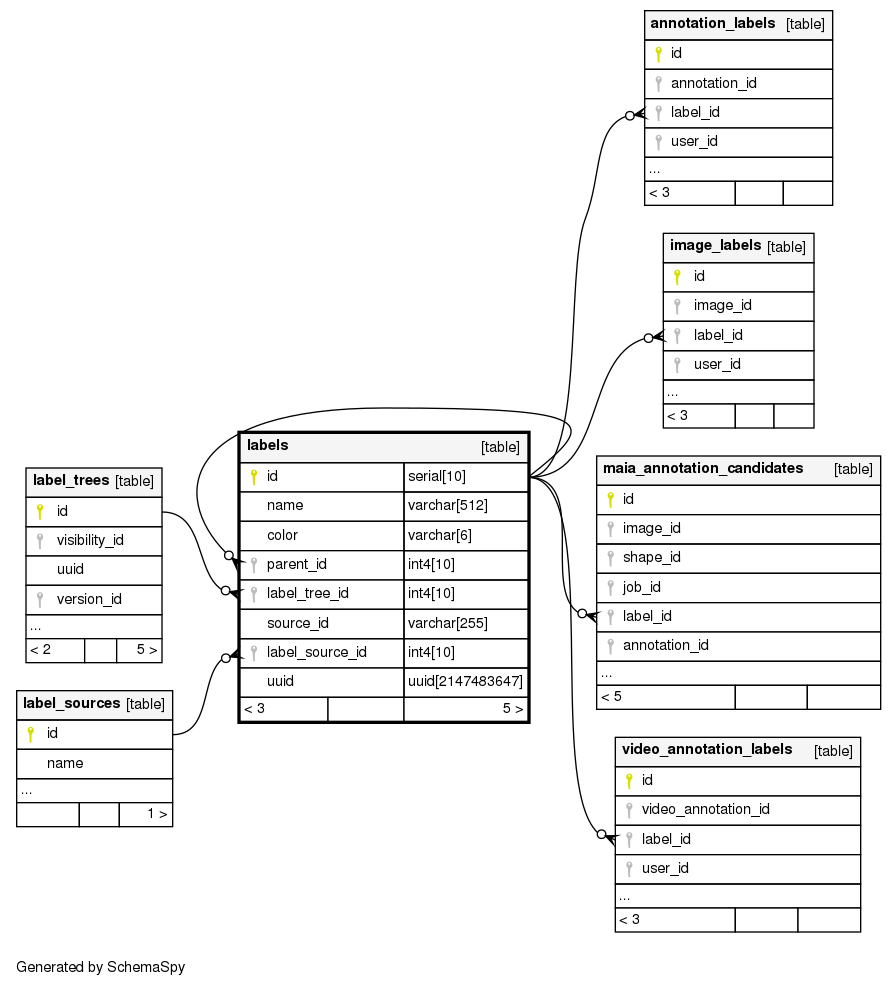 annotation_labels [table]
id
annotation_id
label_id
user_id
...
< 3
image_labels [table]
id
image_id
label_id
user_id
...
< 3
labels [table]
id serial[10]
name varchar[512]
color varchar[6]
parent_id int4[10]
label_tree_id int4[10]
source_id varchar[255]
label_source_id int4[10]
uuid uuid[2147483647]
< 3 5 >
label_trees [table]
id
visibility_id
uuid
version_id
...
< 2 5 >
label_sources [table]
id
name
...
1 >
maia_annotation_candidates [table]
id
image_id
shape_id
job_id
label_id
annotation_id
...
< 5
video_annotation_labels [table]
id
video_annotation_id
label_id
user_id
...
< 3
Generated by SchemaSpy